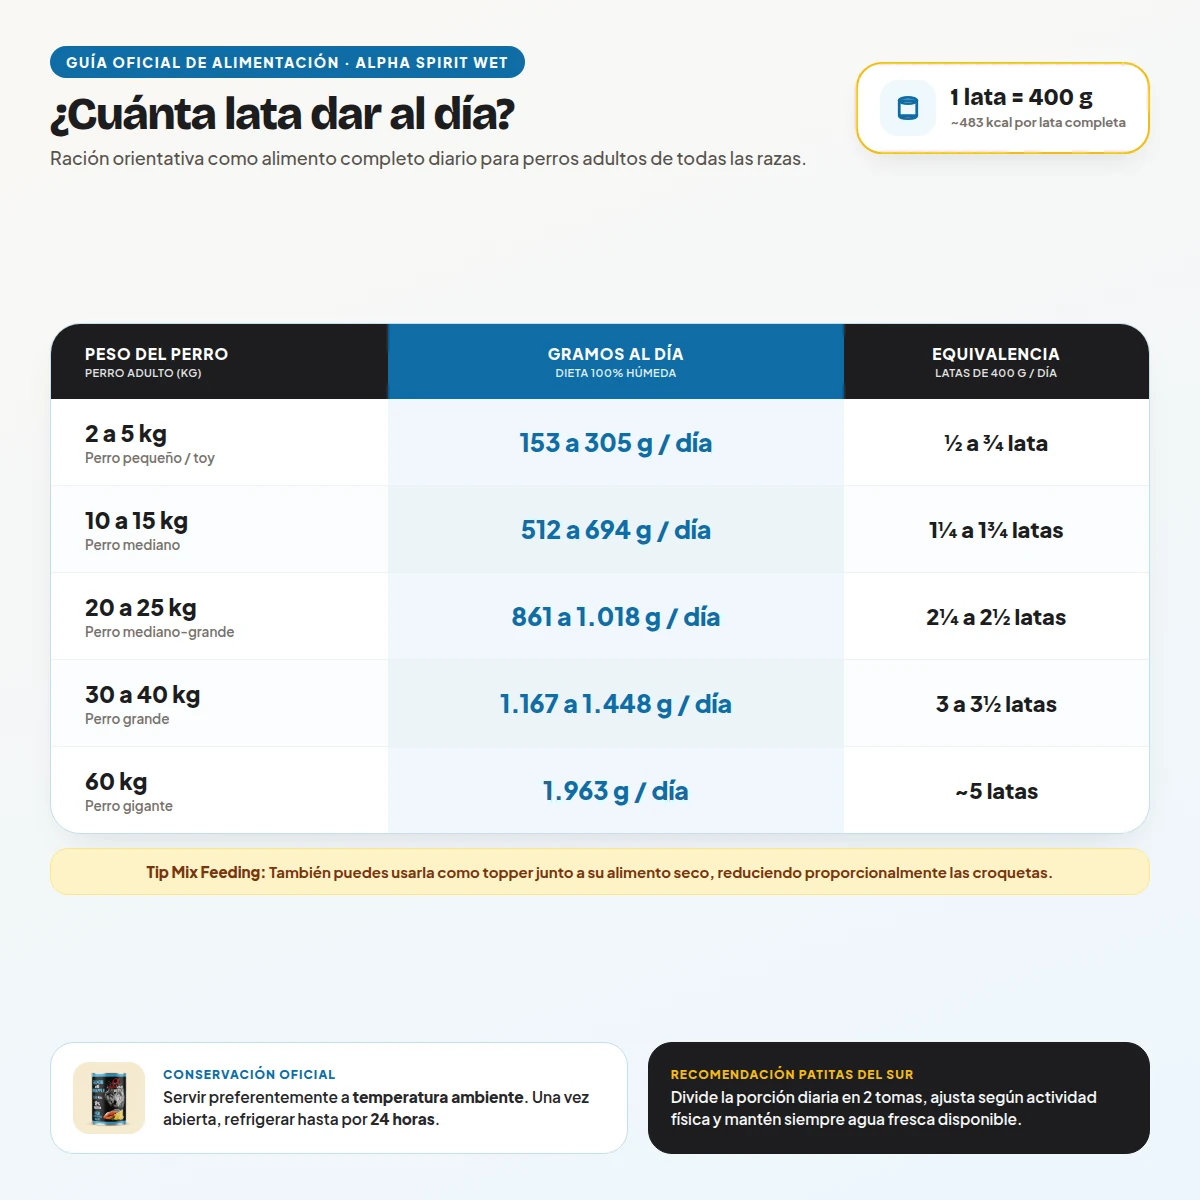 GUÍA OFICIAL DE ALIMENTACIÓN · ALPHA SPIRIT WET
¿Cuánta lata dar al día?
Ración orientativa como alimento completo diario para perros adultos de todas las razas.
1 lata = 400 g
~483 kcal por lata completa
PESO DEL PERRO
PERRO ADULTO (KG)
GRAMOS AL DÍA
DIETA 100% HÚMEDA
EQUIVALENCIA
LATAS DE 400 G / DÍA
2 a 5 kg
Perro pequeño / toy
153 a 305 g / día
½ a ¾ lata
10 a 15 kg
Perro mediano
512 a 694 g / día
1¼ a 1¾ latas
20 a 25 kg
Perro mediano-grande
861 a 1.018 g / día
2¼ a 2½ latas
30 a 40 kg
Perro grande
1.167 a 1.448 g / día
3 a 3½ latas
60 kg
Perro gigante
1.963 g / día
~5 latas
Tip Mix Feeding: También puedes usarla como topper junto a su alimento seco, reduciendo proporcionalmente las croquetas.
CONSERVACIÓN OFICIAL
Servir preferentemente a temperatura ambiente. Una vez
abierta, refrigerar hasta por 24 horas.
RECOMENDACIÓN PATITAS DEL SUR
Divide la porción diaria en 2 tomas, ajusta según actividad
física y mantén siempre agua fresca disponible.